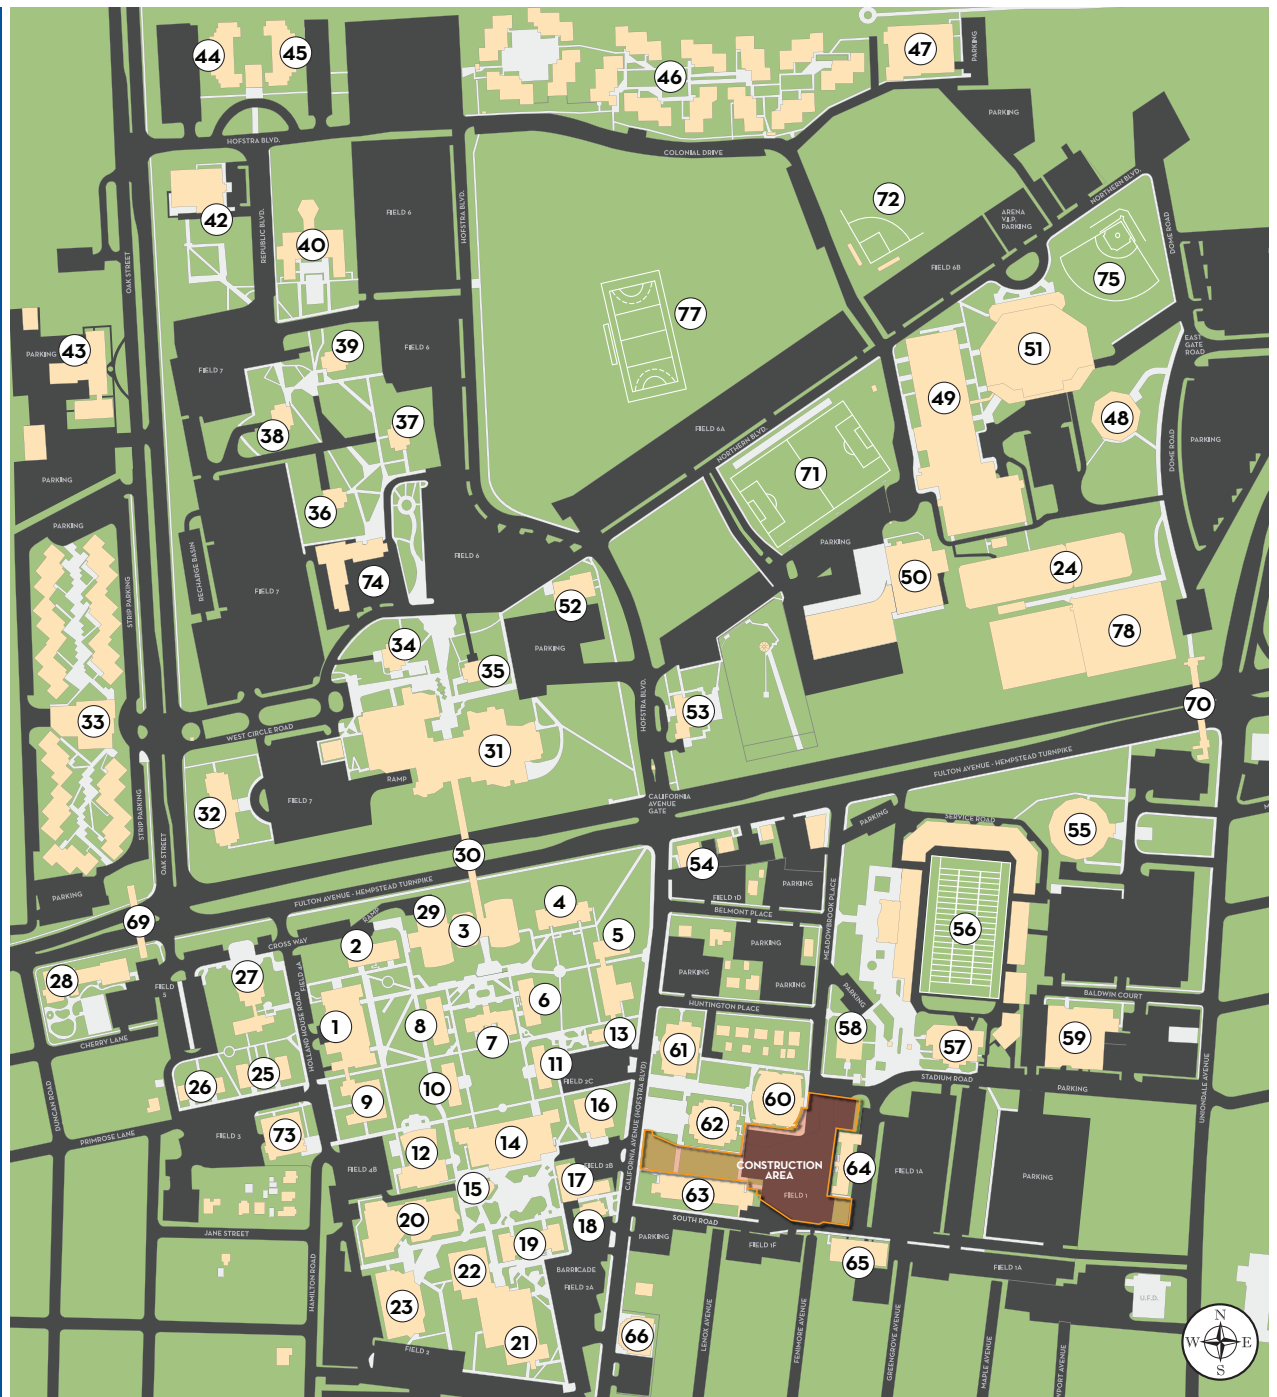 44
45
46
47
PARKING
PARKING
HOFSTRA BLVD.
COLONIAL DRIVE
NORTHERN BLVD.
42
REPUBLIC BLVD.
40
FIELD 6
HOFSTRA BLVD.
72
ARENA
V.I.P.
PARKING
DOME ROAD
OAK STREET
FIELD 6B
75
77
43
PARKING
39
FIELD 6
51
EAST
GATE
ROAD
FIELD 7
49
48
38
37
FIELD 6A
NORTHERN BLVD.
DOME ROAD
PARKING
PARKING
71
36
PARKING
PARKING
RECHARGE BASIN
FIELD 6
74
50
24
STRIP PARKING
FIELD 7
52
78
34
PARKING
35
33
WEST CIRCLE ROAD
HOFSTRA BLVD.
53
70
31
RAMP
FULTON AVENUE - HEMPSTEAD TURNPIKE
32
FIELD 7
CALIFORNIA
AVENUE
GATE
STRIP PARKING
OAK STREET
PARKING
SERVICE ROAD
55
30
54
PARKING
FULTON AVENUE - HEMPSTEAD TURNPIKE
PARKING
FIELD 1D
BELMONT PLACE
MEADOWBROOK PLACE
69
RAMP
29
3
4
5
56
CROSS WAY
2
PARKING
28
27
FIELD 4A
FIELD
5
PARKING
PARKING
PARKING
BALDWIN COURT
6
HUNTINGTON PLACE
HOLLAND HOUSE ROAD
1
8
7
13
58
57
59
CHERRY LANE
61
11
26
25
10
FIELD 2C
STADIUM ROAD
PARKING
DUNCAN ROAD
9
16
60
UNIONDALE AVENUE
CALIFORNIA AVENUE (HOFSTRA BLVD)
62
PRIMROSE LANE
FIELD 3
73
12
14
FIELD 4B
FIELD 2B
CONSTRUCTION
AREA
64
FIELD 1A
PARKING
17
15
63
FIELD 1
20
18
SOUTH ROAD
JANE STREET
19
PARKING
FIELD 1F
65
22
BARRICADE
FIELD 1A
HAMILTON ROAD
23
FIELD 2A
U.F.D.
21
66
LENOX AVENUE
FENIMORE AVENUE
GREENGROVE AVENUE
MAPLE AVENUE
FIELD 2
N
W
E
S